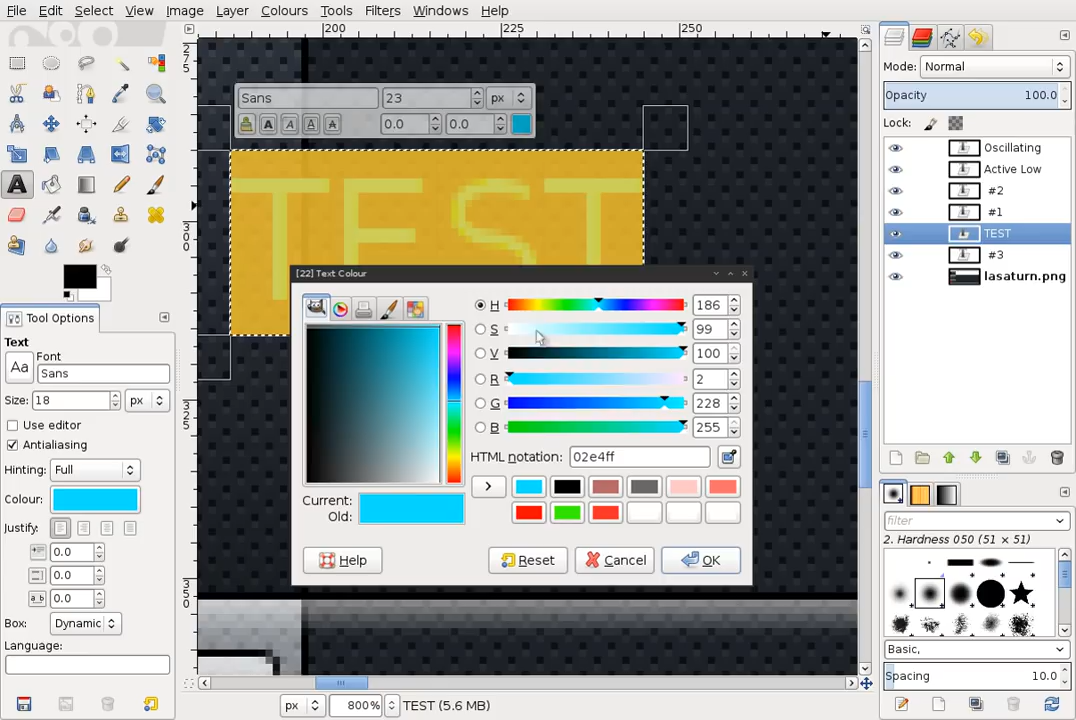 File Edit Select View Image Layer Colours Tools Filters Windows Help
200 225 250
275
300
325
350
Sans 23 px
0.0 0.0
TEST
Tool Options
Text
Font
Aa Sans
Size: 18 px
Use editor
Antialiasing
Hinting: Full
Colour:
Justify:
0.0
0.0
a b 0.0
Box: Dynamic
Language:
[22] Text Colour
H 186
S 99
V 100
R 2
G 228
B 255
HTML notation: 02e4ff
Current:
Old:
Help Reset Cancel OK
px 800% TEST (5.6 MB)
Mode: Normal
Opacity 100.0
Lock:
Oscillating
Active Low
#2
#1
TEST
#3
lasaturn.png
filter
2. Hardness 050 (51 × 51)
Basic,
Spacing 10.0